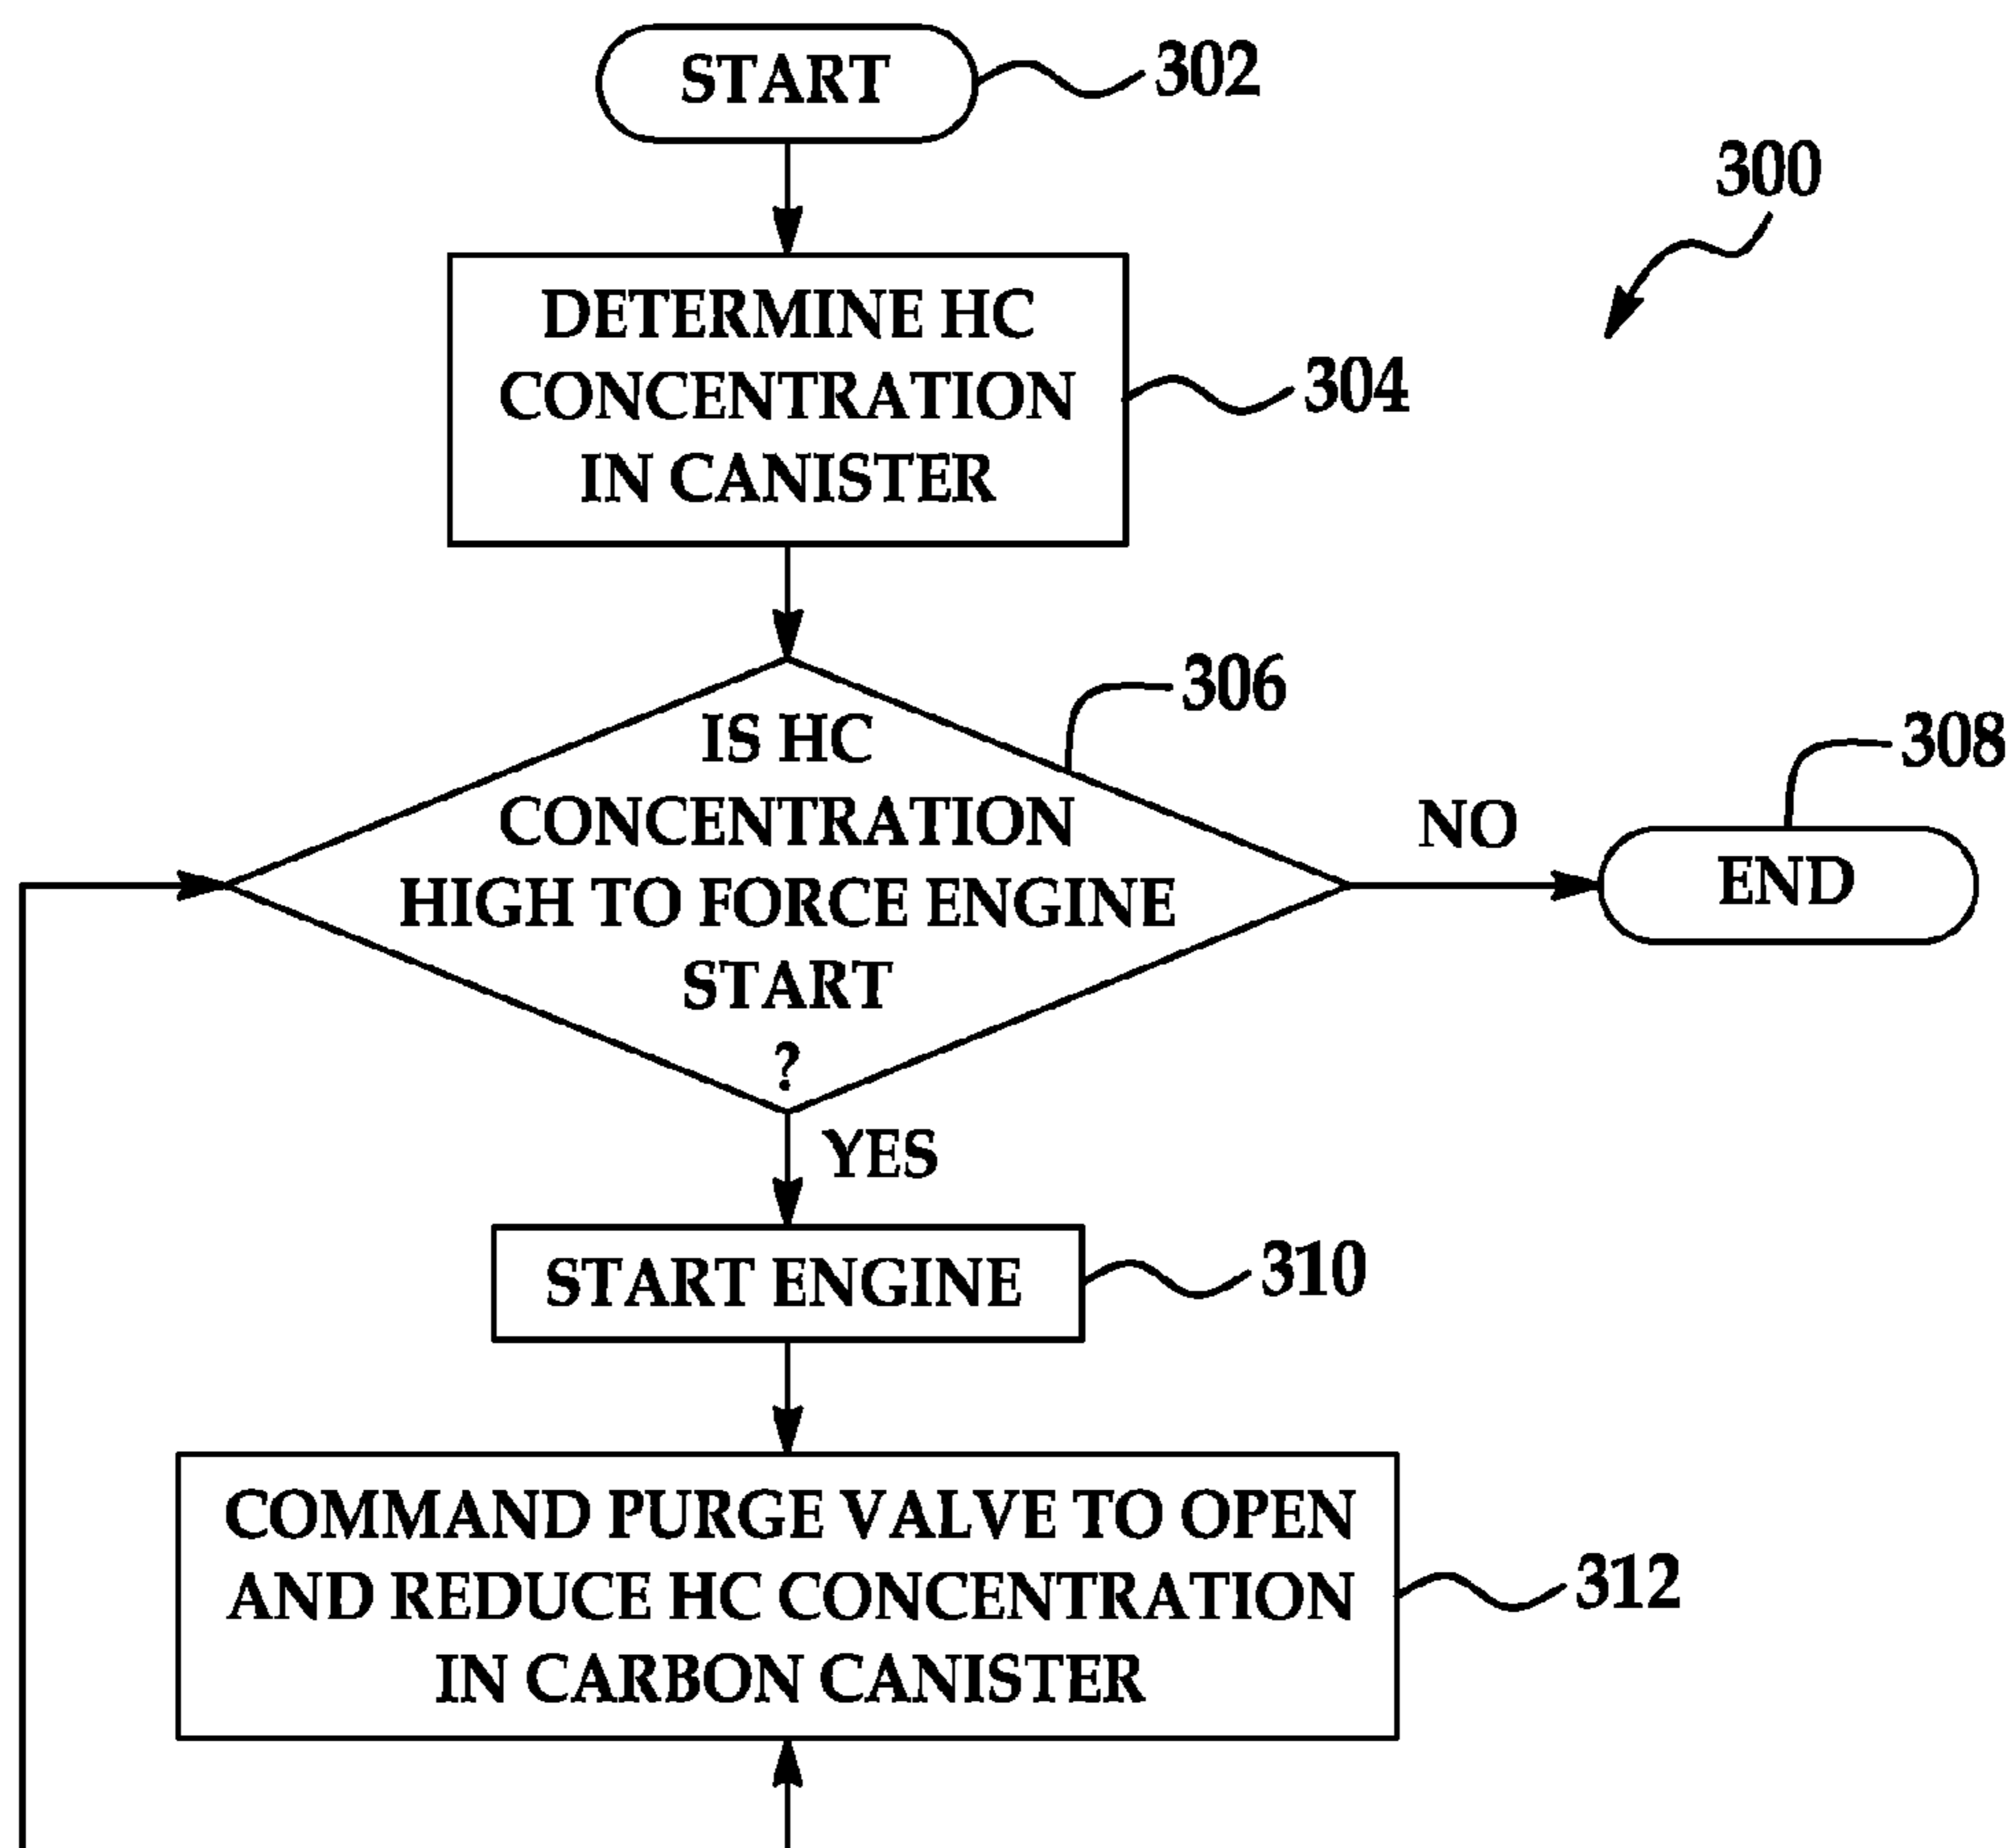 START
302
300
DETERMINE HC
CONCENTRATION
IN CANISTER
304
IS HC
CONCENTRATION
HIGH TO FORCE ENGINE
START
?
306
NO
308
END
YES
START ENGINE
310
COMMAND PURGE VALVE TO OPEN
AND REDUCE HC CONCENTRATION
IN CARBON CANISTER
312